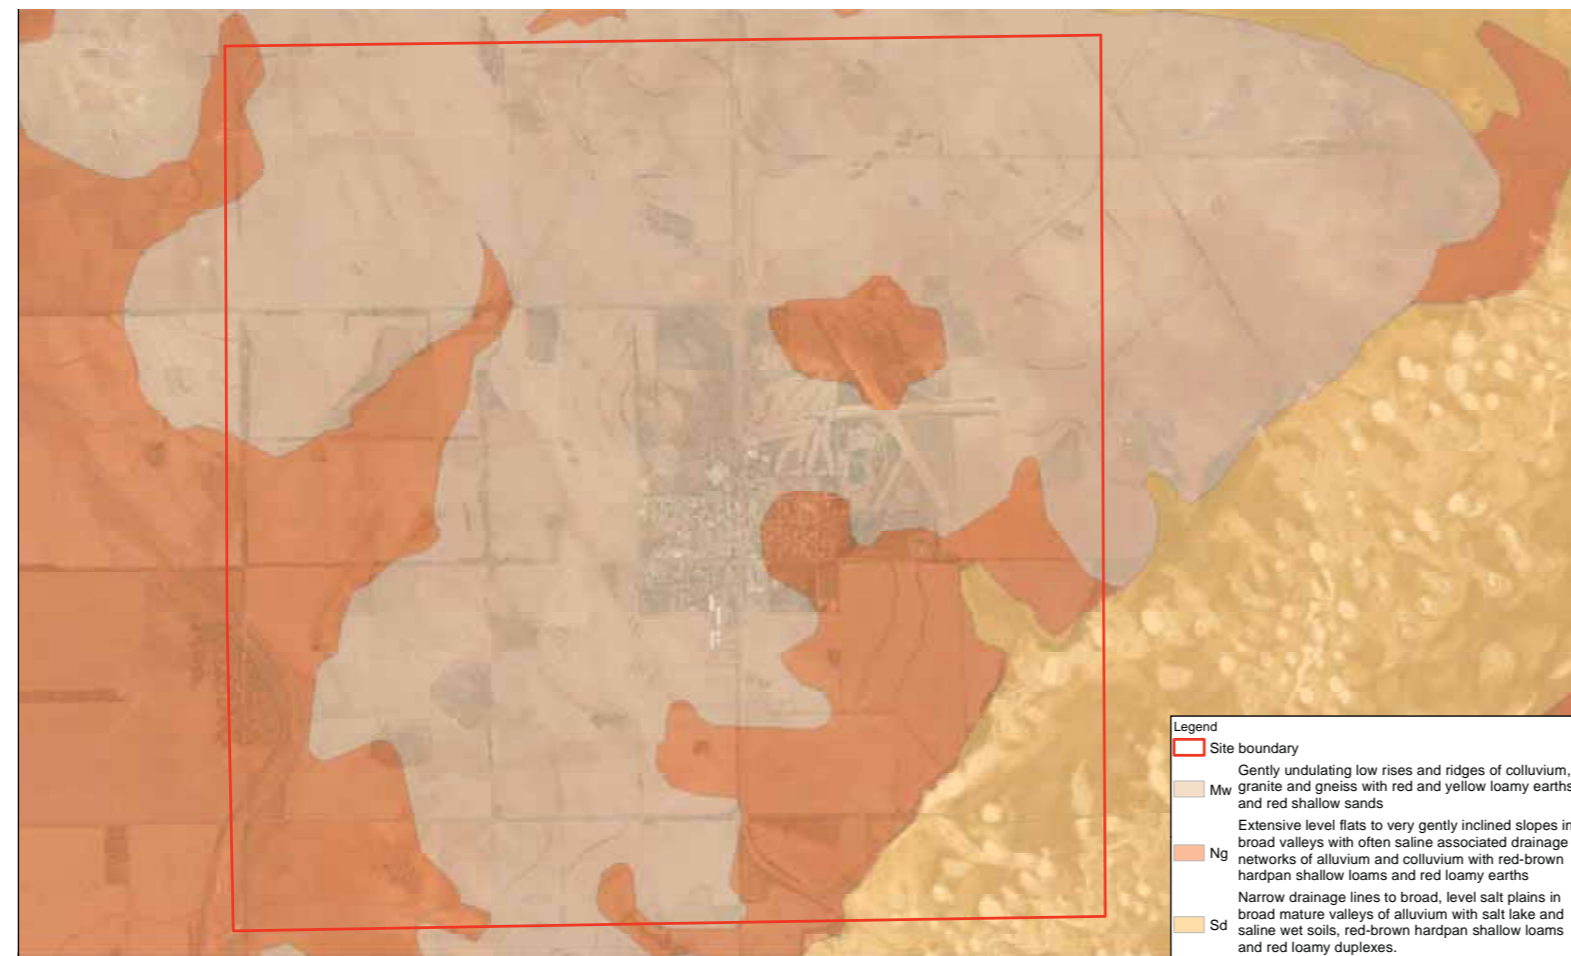 Legend
Site boundary
Gently undulating low rises and ridges of colluvium,
Mw granite and gneiss with red and yellow loamy earths
and red shallow sands
Extensive level flats to very gently inclined slopes in
broad valleys with often saline associated drainage
Ng networks of alluvium and colluvium with red-brown
hardpan shallow loams and red loamy earths
Narrow drainage lines to broad, level salt plains in
broad mature valleys of alluvium with salt lake and
Sd saline wet soils, red-brown hardpan shallow loams
and red loamy duplexes.